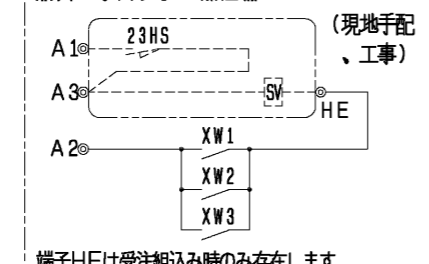 (現地手配
、工事)
23HS
A1
A3
SV
HE
A2
XW1
XW2
XW3
端子HEは受注組込み時のみ存在します